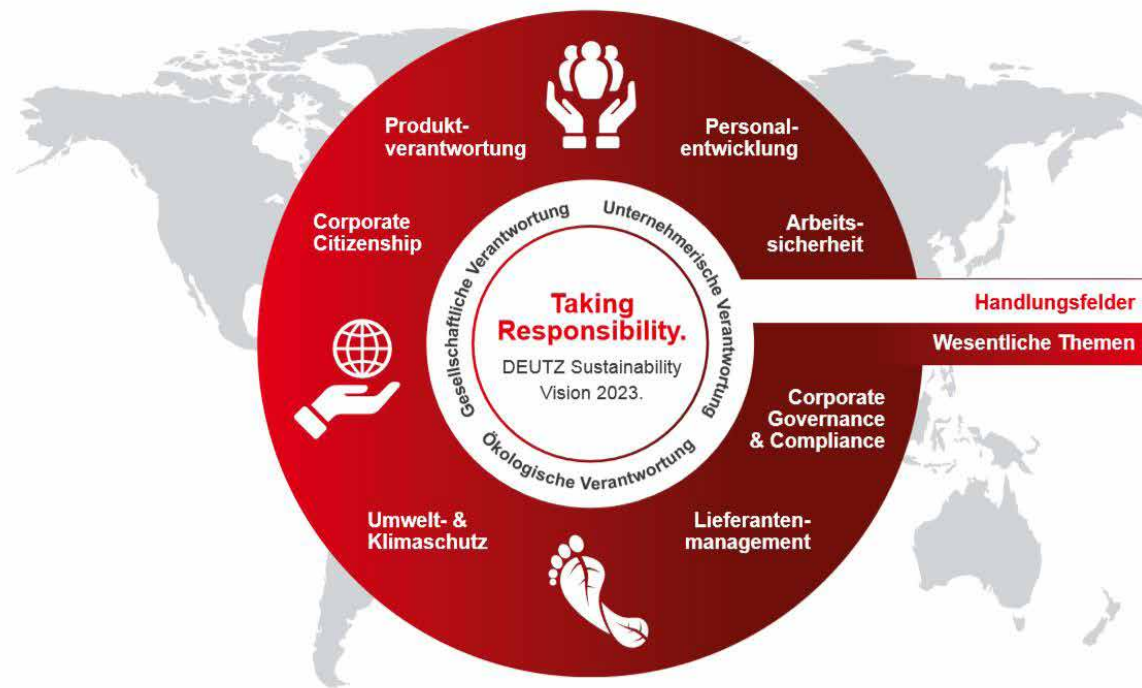 Produkt-
verantwortung
Personal-
entwicklung
Corporate
Citizenship
Arbeits-
sicherheit
Gesellschaftliche Verantwortung
Unternehmerische Verantwortung
Ökologische Verantwortung
Taking
Responsibility.
DEUTZ Sustainability
Vision 2023.
Handlungsfelder
Wesentliche Themen
Corporate
Governance
& Compliance
Umwelt- &
Klimaschutz
Lieferanten-
management